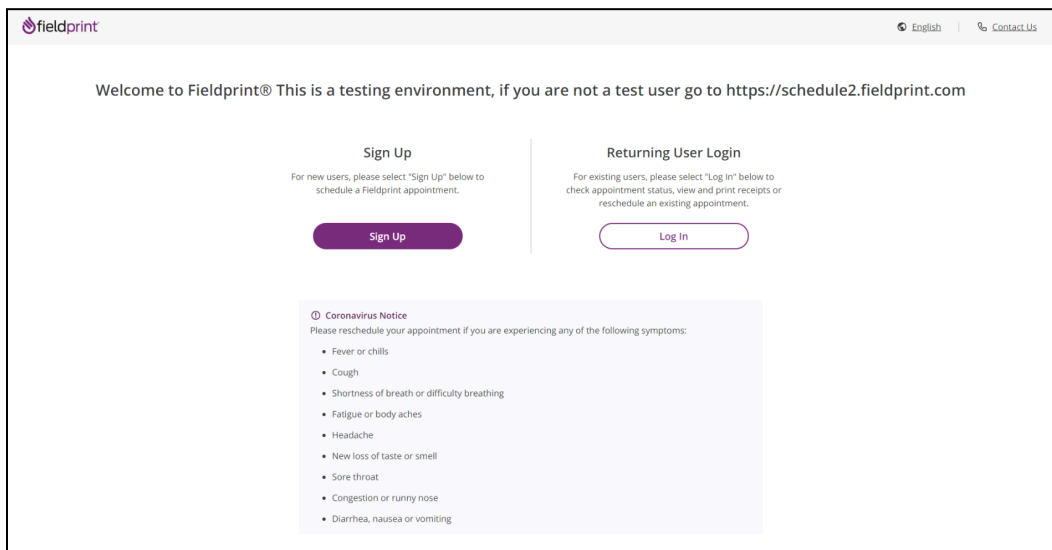 fieldprint
English
Contact Us
Welcome to Fieldprint® This is a testing environment, if you are not a test user go to https://schedule2.fieldprint.com
Sign Up
For new users, please select "Sign Up" below to
schedule a Fieldprint appointment.
Sign Up
Returning User Login
For existing users, please select "Log In" below to
check appointment status, view and print receipts or
reschedule an existing appointment.
Log In
Coronavirus Notice
Please reschedule your appointment if you are experiencing any of the following symptoms:
• Fever or chills
• Cough
• Shortness of breath or difficulty breathing
• Fatigue or body aches
• Headache
• New loss of taste or smell
• Sore throat
• Congestion or runny nose
• Diarrhea, nausea or vomiting